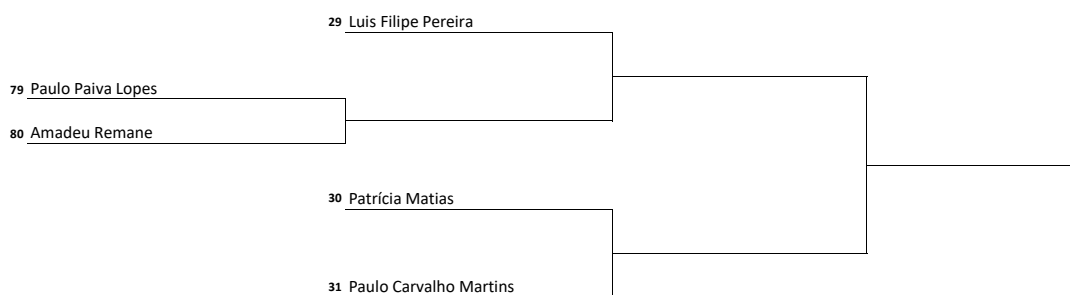 29 Luis Filipe Pereira
79 Paulo Paiva Lopes
80 Amadeu Remane
30 Patrícia Matias
31 Paulo Carvalho Martins